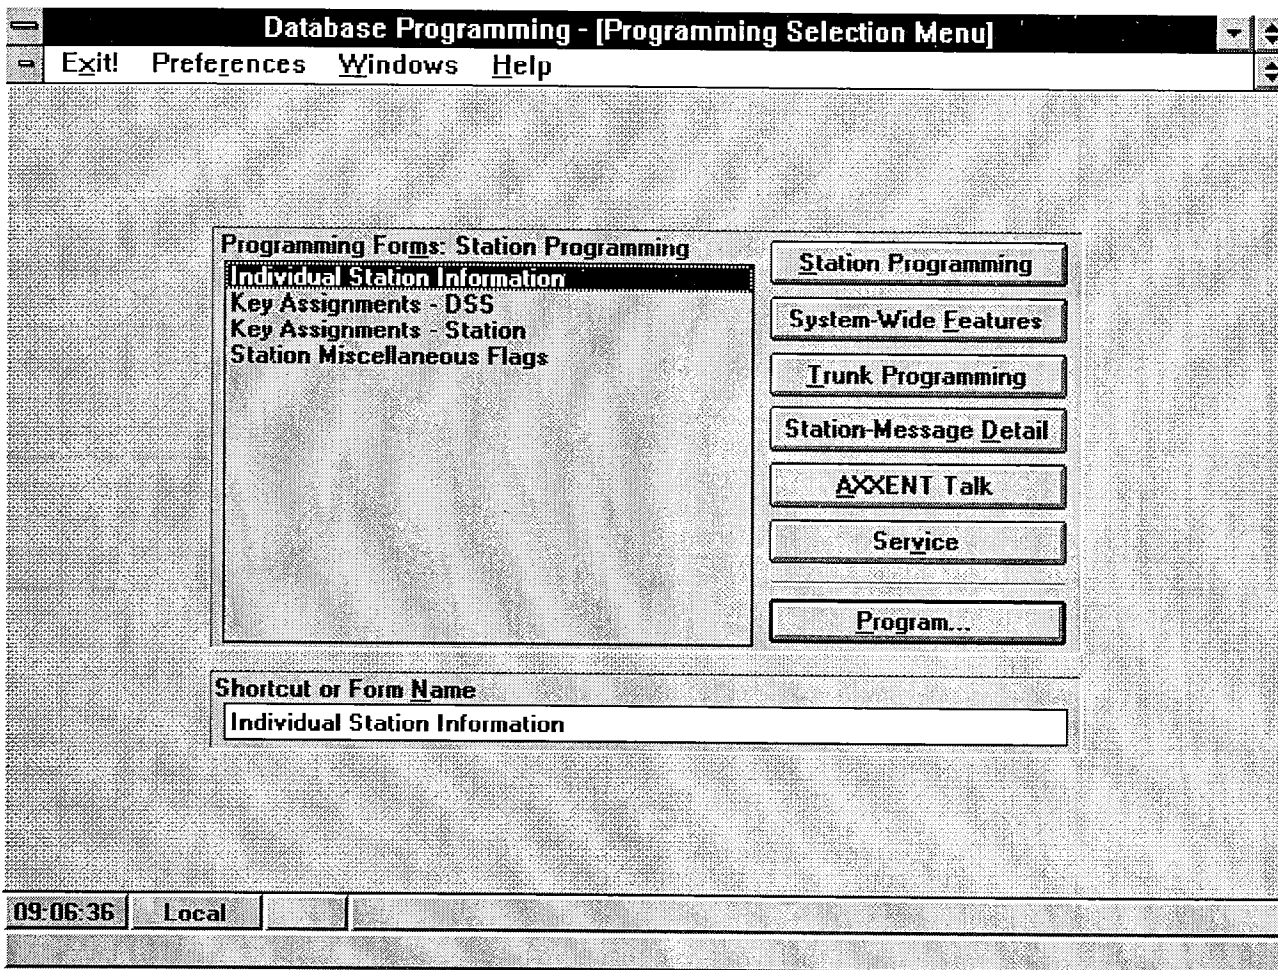 Database Programming - [Programming Selection Menu]
Exit! Preferences Windows Help
Programming Forms: Station Programming
Individual Station Information
Key Assignments - DSS
Key Assignments - Station
Station Miscellaneous Flags
Station Programming
System-Wide Features
Trunk Programming
Station-Message Detail
AXXENT Talk
Service
Program...
Shortcut or Form Name
Individual Station Information
09:06:36 Local